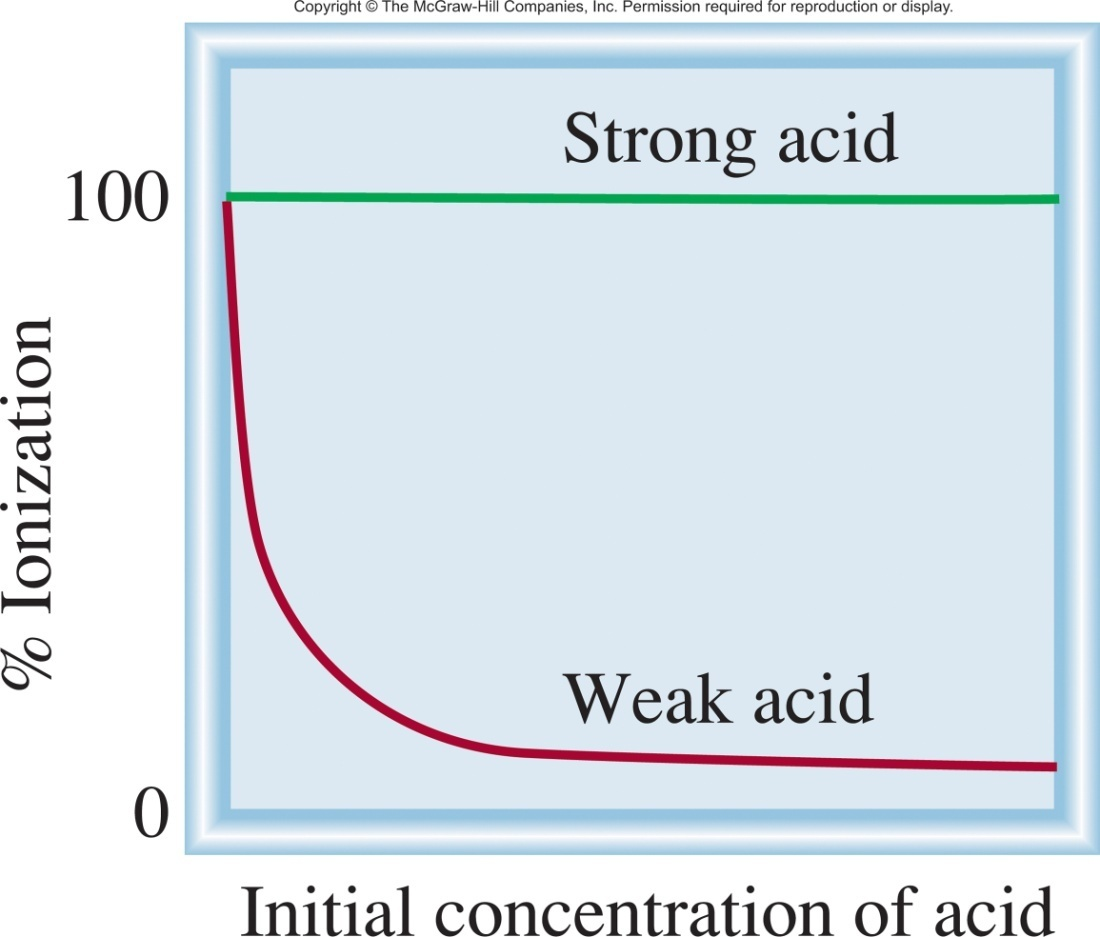 Copyright © The McGraw-Hill Companies, Inc. Permission required for reproduction or display.
Strong acid
100
% Ionization
Weak acid
0
Initial concentration of acid